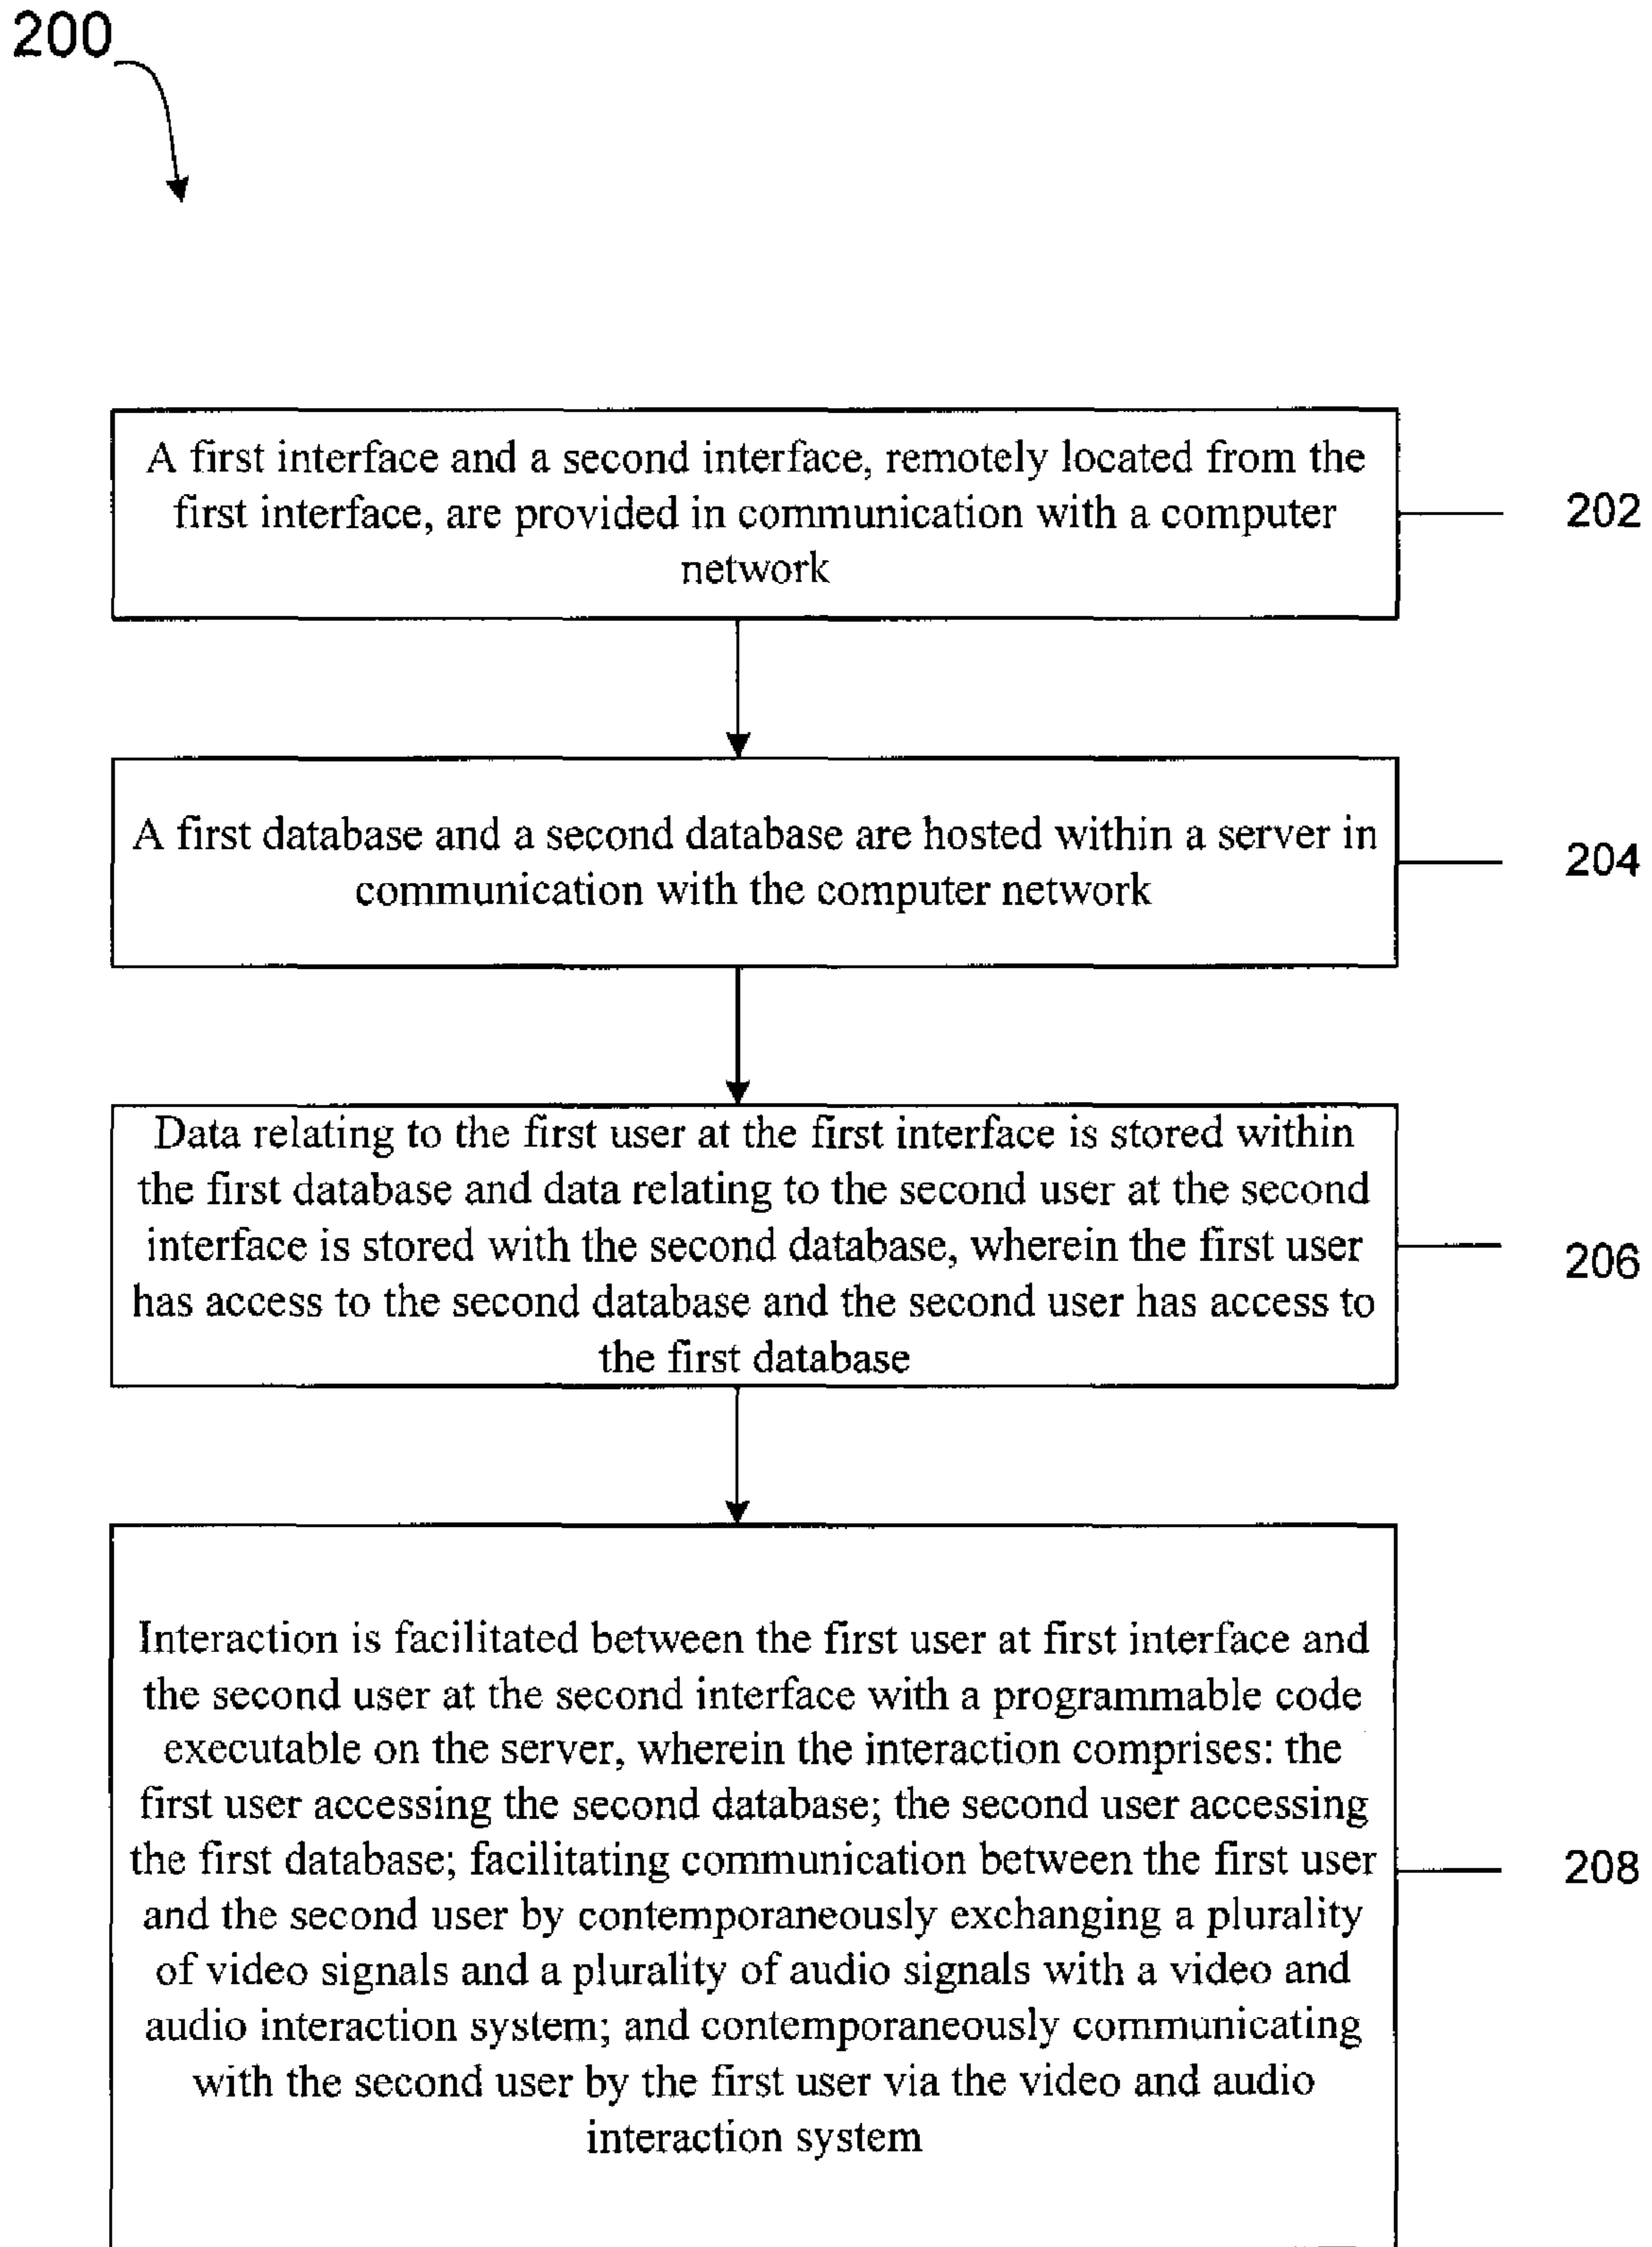 200
A first interface and a second interface, remotely located from the
first interface, are provided in communication with a computer
network
202
A first database and a second database are hosted within a server in
communication with the computer network
204
Data relating to the first user at the first interface is stored within
the first database and data relating to the second user at the second
interface is stored with the second database, wherein the first user
has access to the second database and the second user has access to
the first database
206
Interaction is facilitated between the first user at first interface and
the second user at the second interface with a programmable code
executable on the server, wherein the interaction comprises: the
first user accessing the second database; the second user accessing
the first database; facilitating communication between the first user
and the second user by contemporaneously exchanging a plurality
of video signals and a plurality of audio signals with a video and
audio interaction system; and contemporaneously communicating
with the second user by the first user via the video and audio
interaction system
208